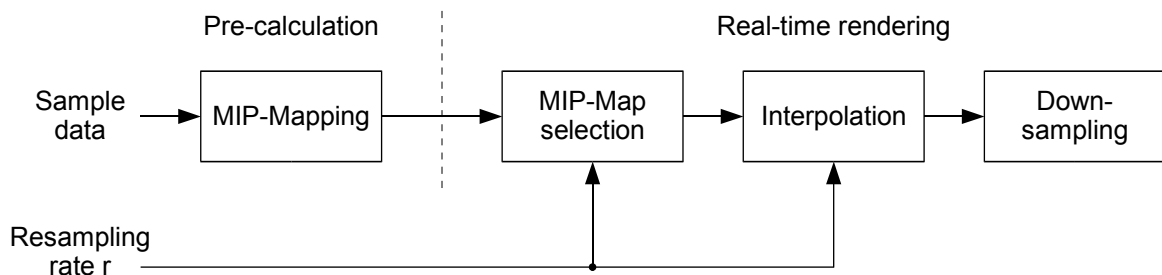 Pre-calculation
Real-time rendering
Sample
data
MIP-Mapping
MIP-Map
selection
Interpolation
Down-
sampling
Resampling
rate r